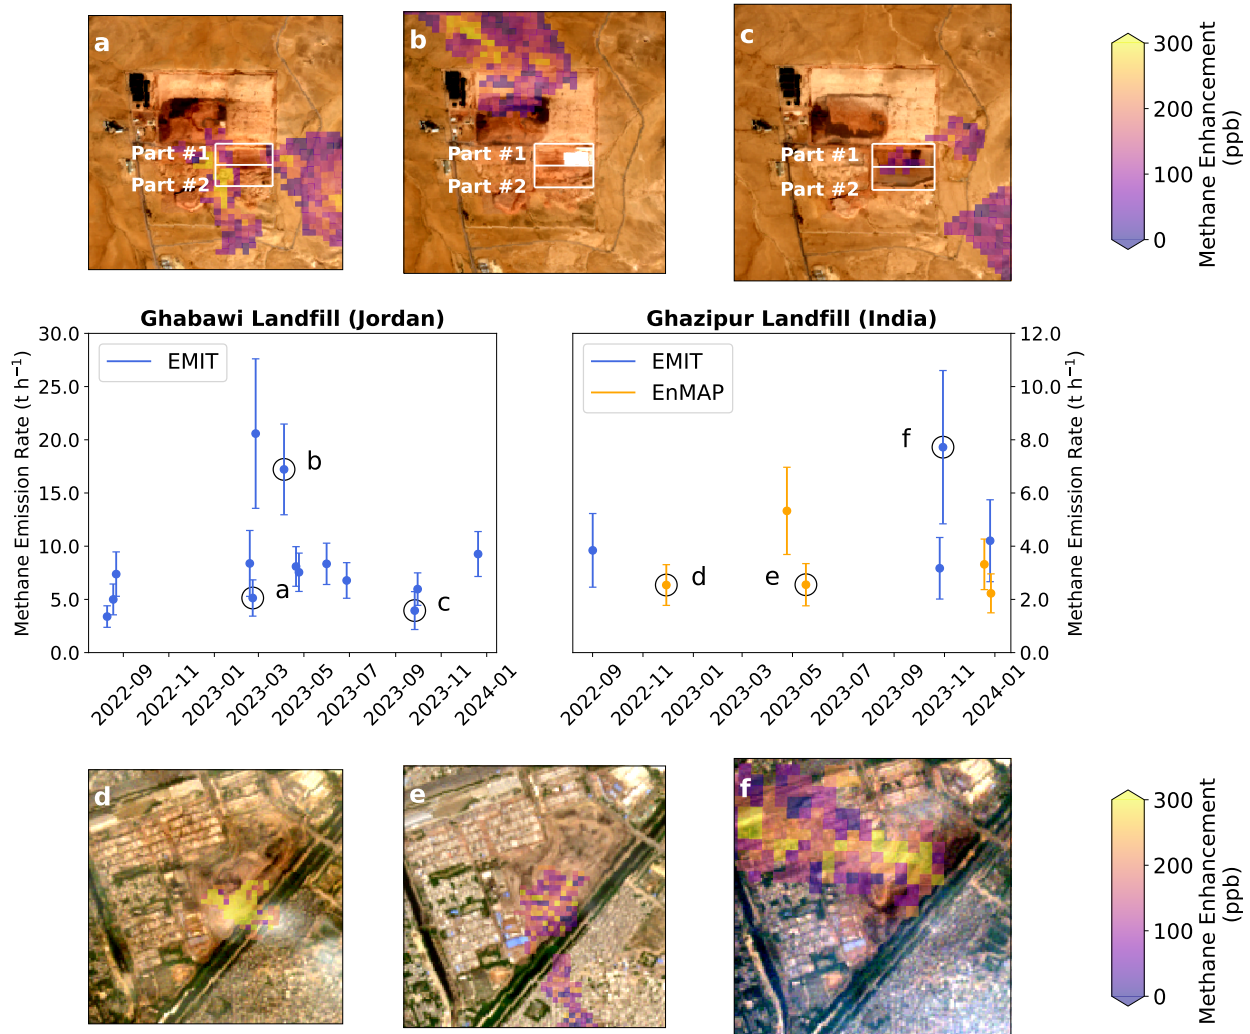 a
b
c
Part #1
Part #2
Part #1
Part #2
Part #1
Part #2
300
200
100
0
Methane Enhancement
(ppb)
Ghabawi Landfill (Jordan)
Ghazipur Landfill (India)
Methane Emission Rate (t h⁻¹)
30.0
25.0
20.0
15.0
10.0
5.0
0.0
EMIT
b
a
c
2022-09
2022-11
2023-01
2023-03
2023-05
2023-07
2023-09
2023-11
2024-01
EMIT
EnMAP
f
d
e
12.0
10.0
8.0
6.0
4.0
2.0
0.0
Methane Emission Rate (t h⁻¹)
2022-09
2022-11
2023-01
2023-03
2023-05
2023-07
2023-09
2023-11
2024-01
d
e
f
300
200
100
0
Methane Enhancement
(ppb)